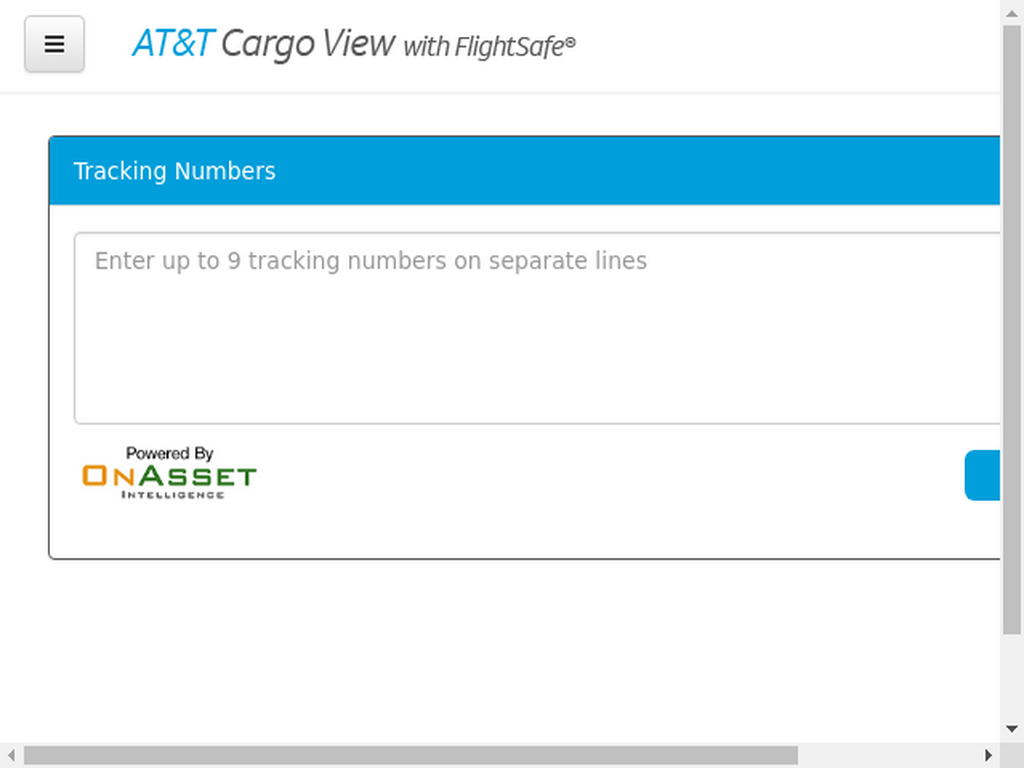 AT&T Cargo View with FlightSafe®
Tracking Numbers
Enter up to 9 tracking numbers on separate lines
Powered By
ONASSET
INTELLIGENCE